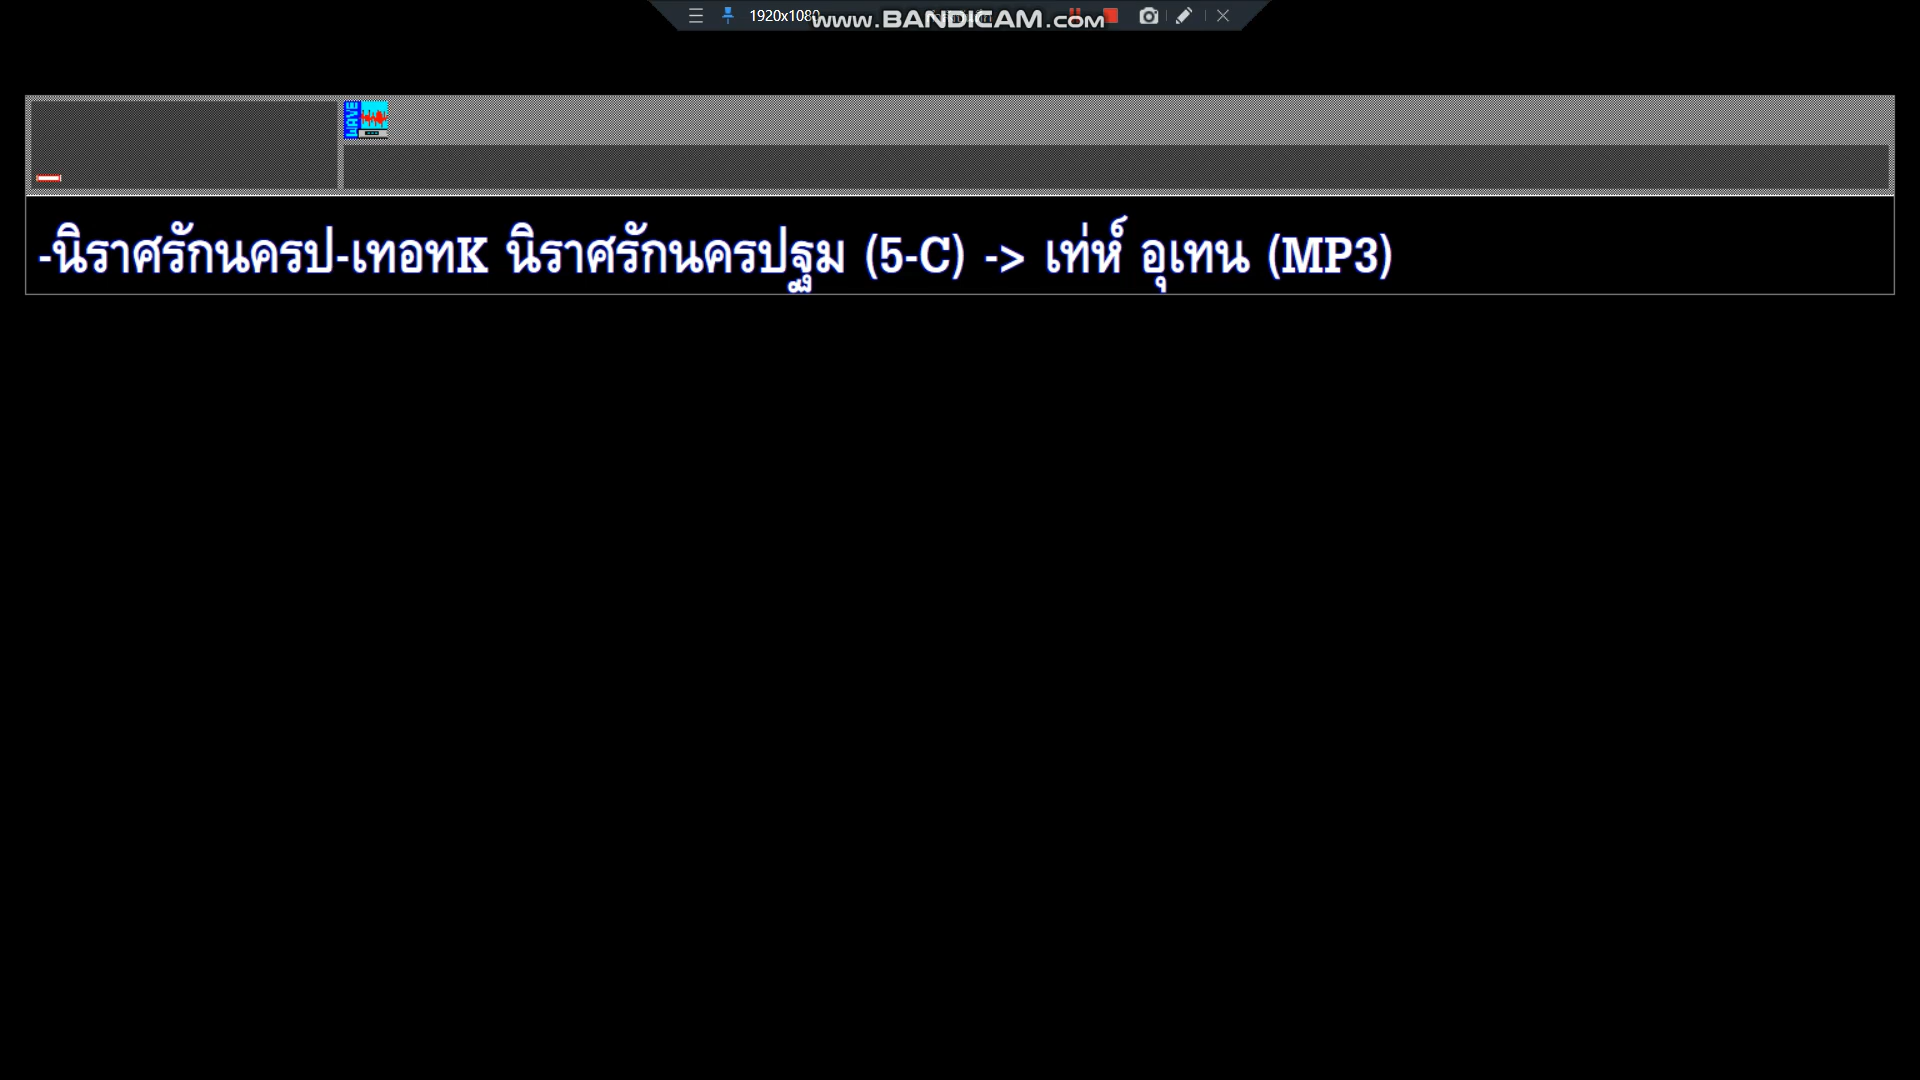 1920x1080
www.BANDICAM.com
WAVE
-นิราศรักนครป-เทอทK นิราศรักนครปฐม (5-C) -> เท่ห์ อุเทน (MP3)